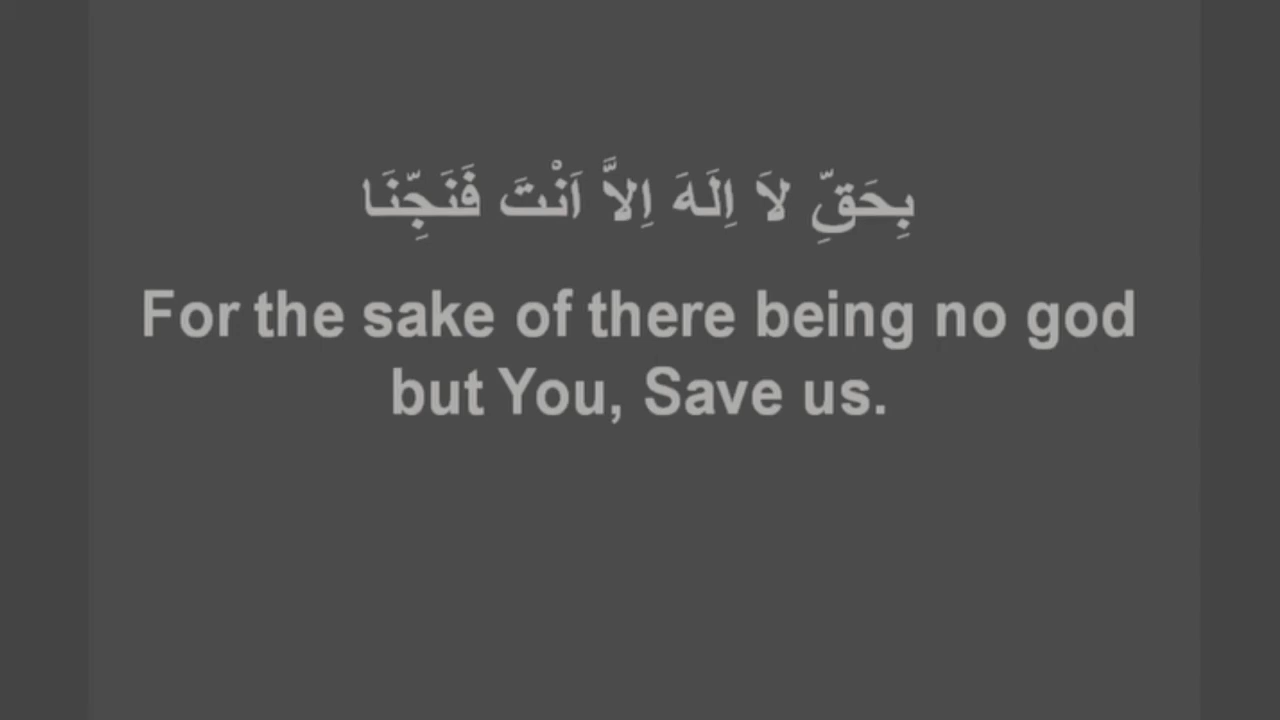 بِحَقِّ لاَ اِلَهَ اِلاَّ اَنْتَ فَنَجِّنَا
For the sake of there being no god
but You, Save us.